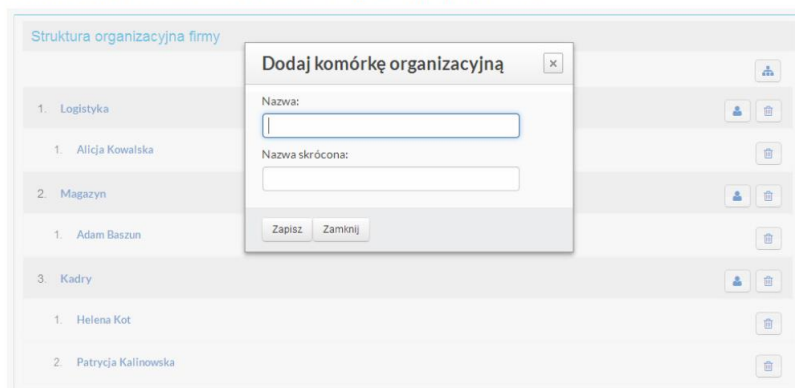 Struktura organizacyjna firmy
Dodaj komórkę organizacyjną
Nazwa:
Nazwa skrócona:
Zapisz Zamknij
1. Logistyka
1. Alicja Kowalska
2. Magazyn
1. Adam Baszun
3. Kadry
1. Helena Kot
2. Patrycja Kalinowska